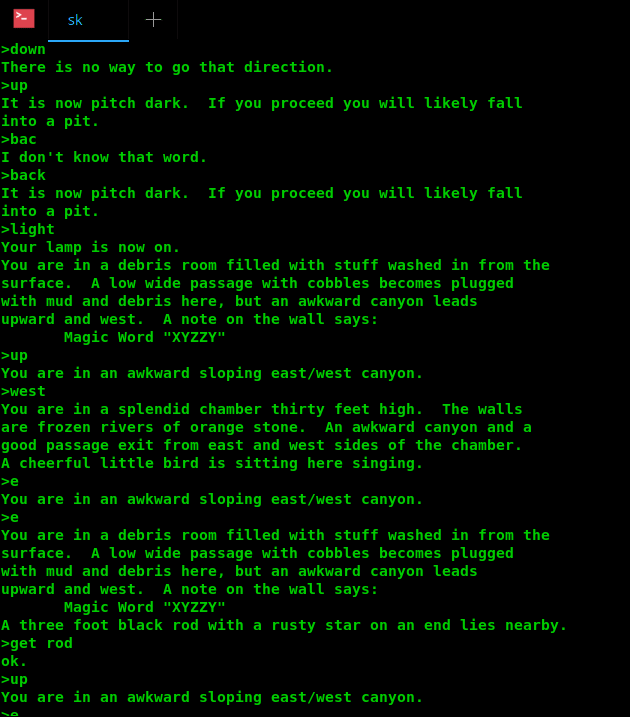 >_
sk
>down
There is no way to go that direction.
>up
It is now pitch dark.  If you proceed you will likely fall
into a pit.
>bac
I don't know that word.
>back
It is now pitch dark.  If you proceed you will likely fall
into a pit.
>light
Your lamp is now on.
You are in a debris room filled with stuff washed in from the
surface.  A low wide passage with cobbles becomes plugged
with mud and debris here, but an awkward canyon leads
upward and west.  A note on the wall says:
       Magic Word "XYZZY"
>up
You are in an awkward sloping east/west canyon.
>west
You are in a splendid chamber thirty feet high.  The walls
are frozen rivers of orange stone.  An awkward canyon and a
good passage exit from east and west sides of the chamber.
A cheerful little bird is sitting here singing.
>e
You are in an awkward sloping east/west canyon.
>e
You are in a debris room filled with stuff washed in from the
surface.  A low wide passage with cobbles becomes plugged
with mud and debris here, but an awkward canyon leads
upward and west.  A note on the wall says:
       Magic Word "XYZZY"
A three foot black rod with a rusty star on an end lies nearby.
>get rod
ok.
>up
You are in an awkward sloping east/west canyon.
>e